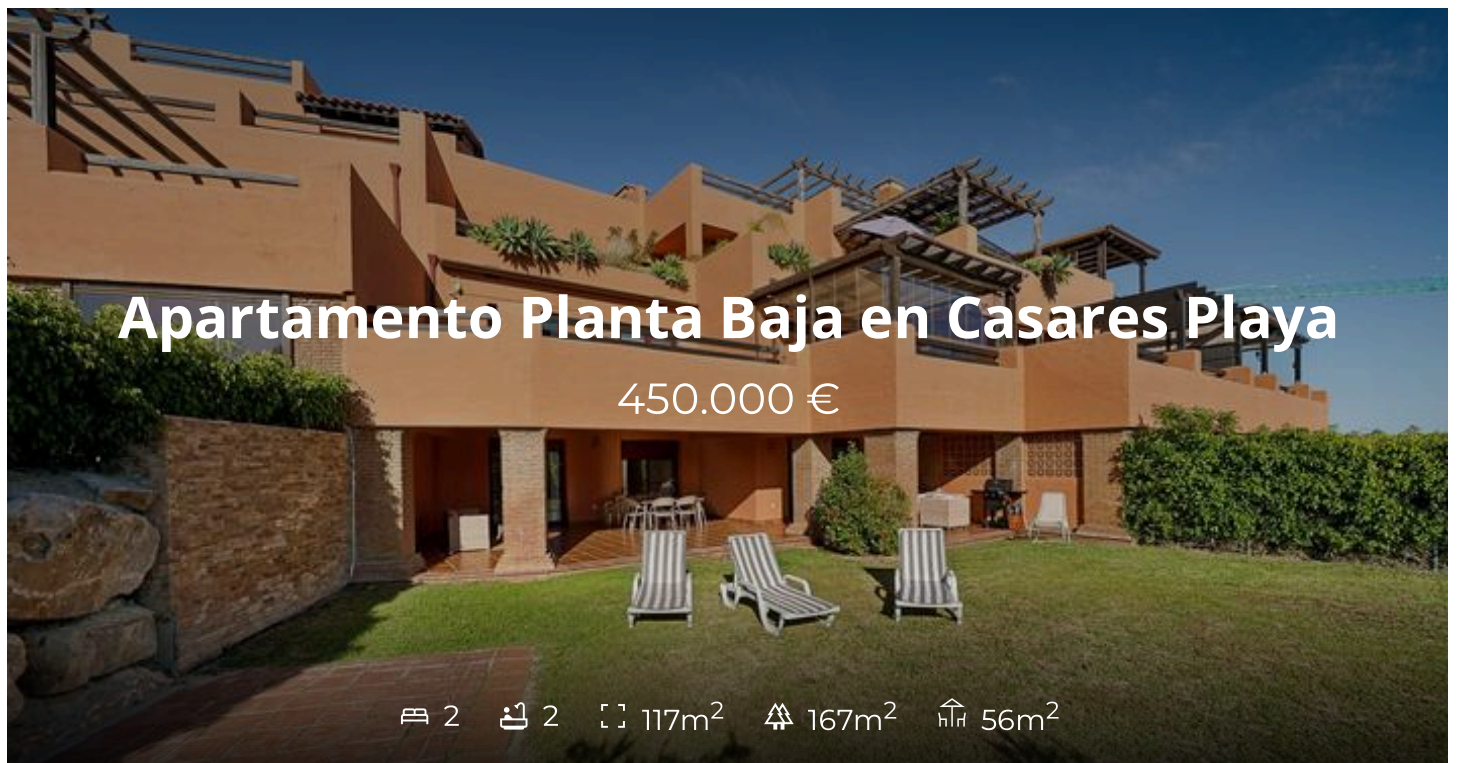 Apartamento Planta Baja en Casares Playa
450.000 €
2 2 117m² 167m² 56m²